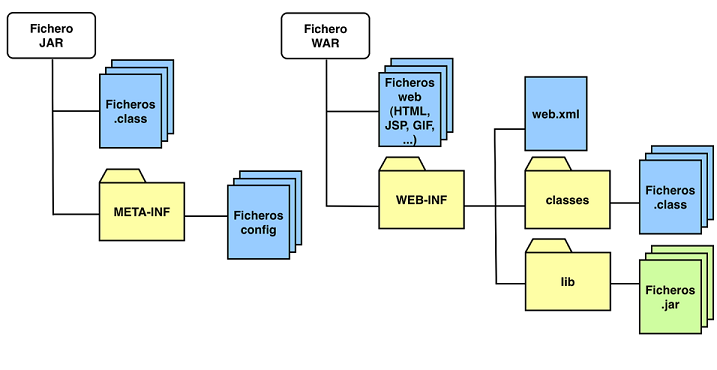 Fichero
JAR
Ficheros
.class
META-INF
Ficheros
config
Fichero
WAR
Ficheros
web
(HTML,
JSP, GIF,
...)
WEB-INF
web.xml
classes
Ficheros
.class
lib
Ficheros
.jar